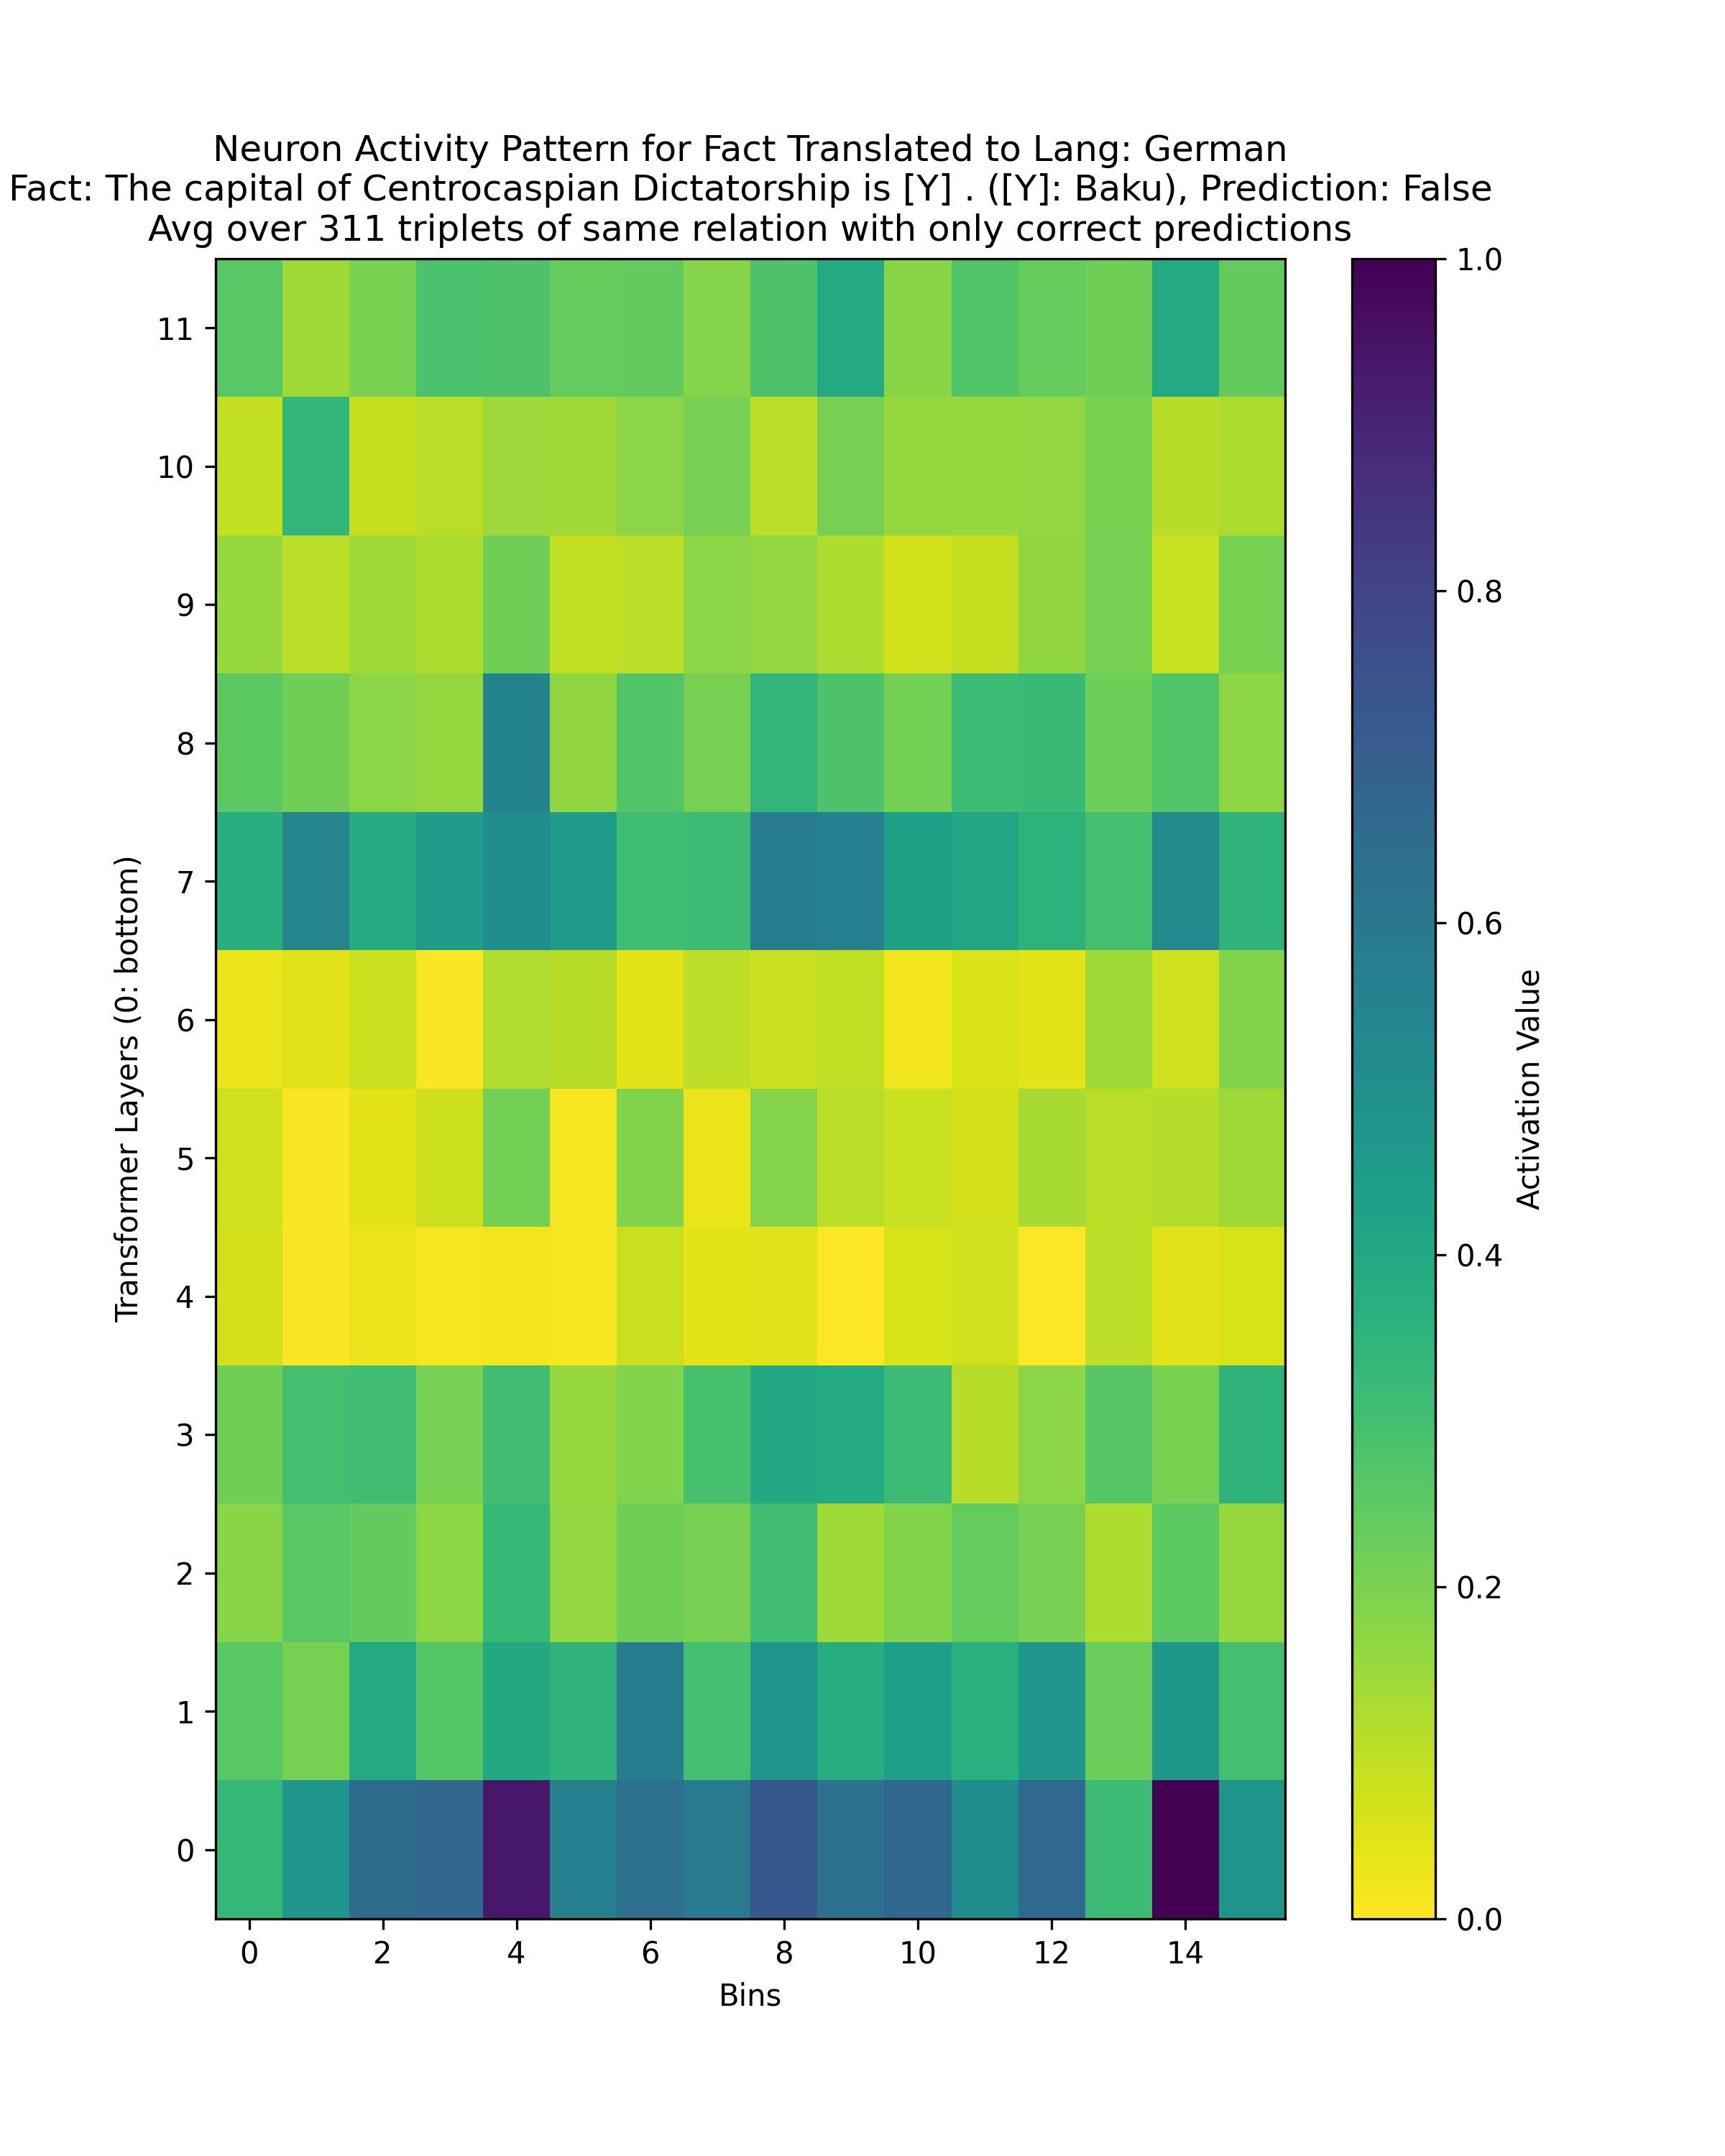 Neuron Activity Pattern for Fact Translated to Lang: German
Fact: The capital of Centrocaspian Dictatorship is [Y] . ([Y]: Baku), Prediction: False
Avg over 311 triplets of same relation with only correct predictions
Transformer Layers (0: bottom)
11
10
9
8
7
6
5
4
3
2
1
0
0 2 4 6 8 10 12 14
Bins
1.0
0.8
0.6
0.4
0.2
0.0
Activation Value